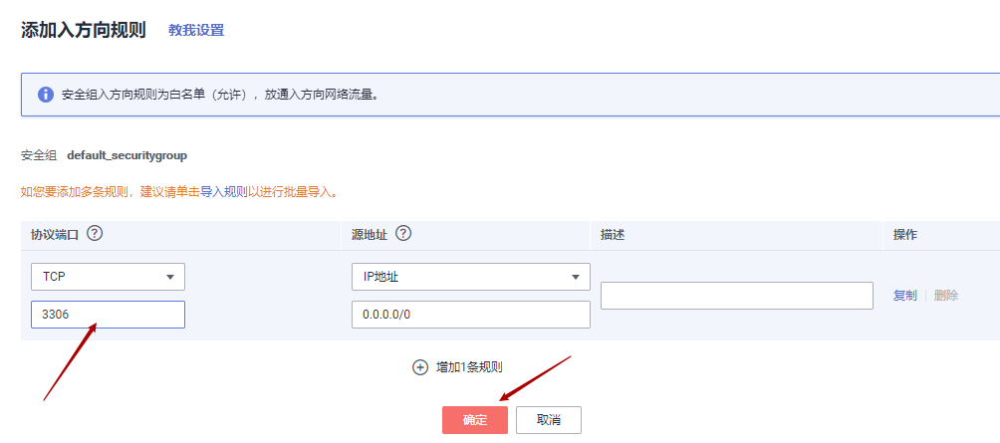 添加入方向规则 教我设置
安全组入方向规则为白名单（允许），放通入方向网络流量。
安全组 default_securitygroup
如您要添加多条规则，建议请单击导入规则以进行批量导入。
协议端口 ? 源地址 ? 描述 操作
TCP IP地址
复制 删除
3306 0.0.0.0/0
增加1条规则
确定 取消